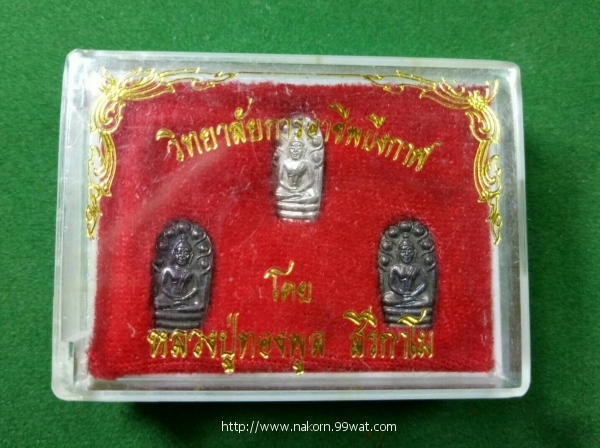 วิทยาลัยการอาชีพบึงกาฬ
โดย
หลวงปู่ทองพูล สิริกาโม
http://www.nakorn.99wat.com